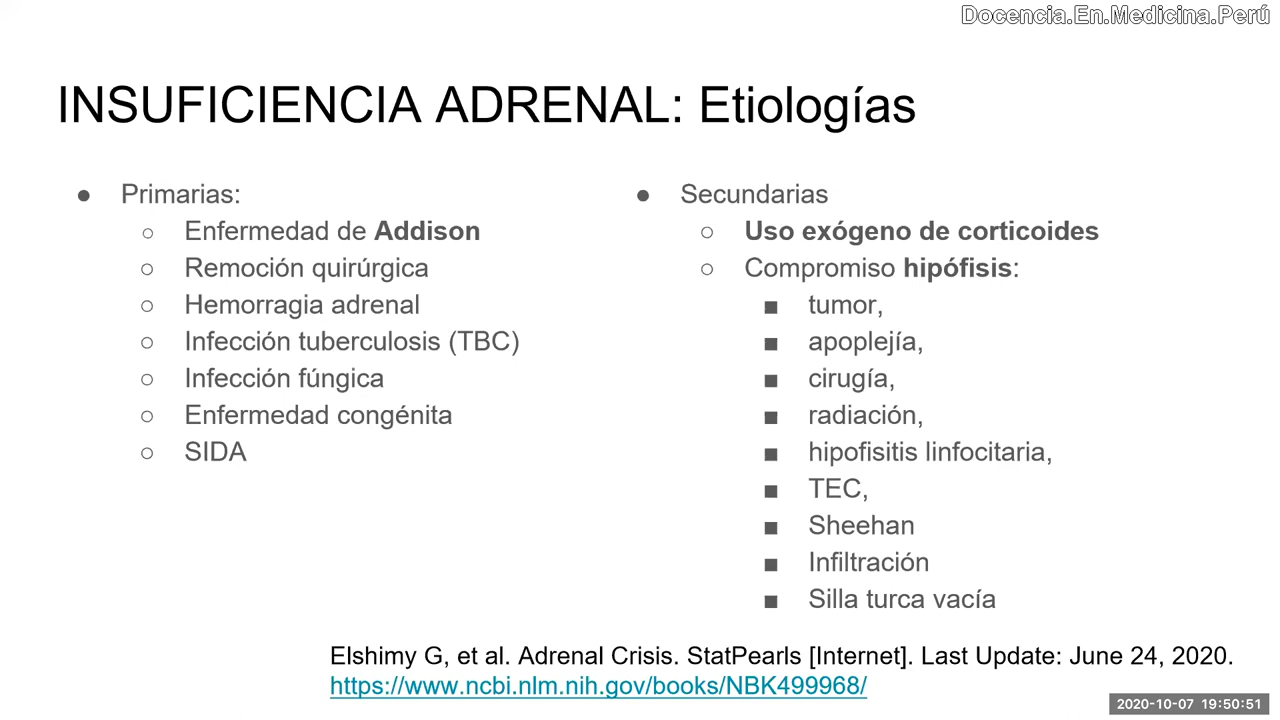 Docencia.En.Medicina.Perú
INSUFICIENCIA ADRENAL: Etiologías
● Primarias:
○ Enfermedad de Addison
○ Remoción quirúrgica
○ Hemorragia adrenal
○ Infección tuberculosis (TBC)
○ Infección fúngica
○ Enfermedad congénita
○ SIDA
● Secundarias
○ Uso exógeno de corticoides
○ Compromiso hipófisis:
■ tumor,
■ apoplejía,
■ cirugía,
■ radiación,
■ hipofisitis linfocitaria,
■ TEC,
■ Sheehan
■ Infiltración
■ Silla turca vacía
Elshimy G, et al. Adrenal Crisis. StatPearls [Internet]. Last Update: June 24, 2020.
https://www.ncbi.nlm.nih.gov/books/NBK499968/
2020-10-07 19:50:51